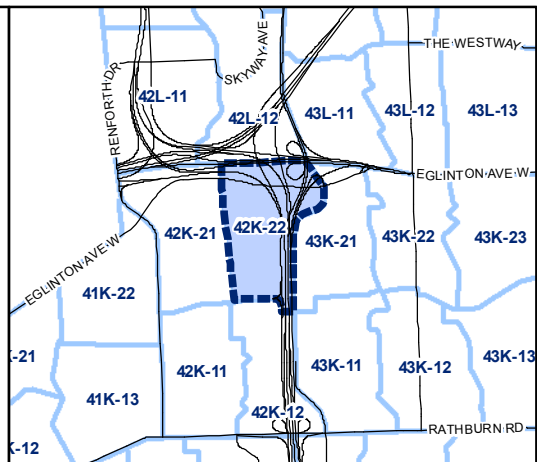 SKYWAY AVE
THE WESTWAY
RENFORTH DR
42L-11
42L-12
43L-11
43L-12
43L-13
EGLINTON AVE W
42K-21
42K-22
43K-21
43K-22
43K-23
EGLINTON AVE W
41K-22
-21
42K-11
43K-11
43K-12
43K-13
41K-13
42K-12
RATHBURN RD
K-12